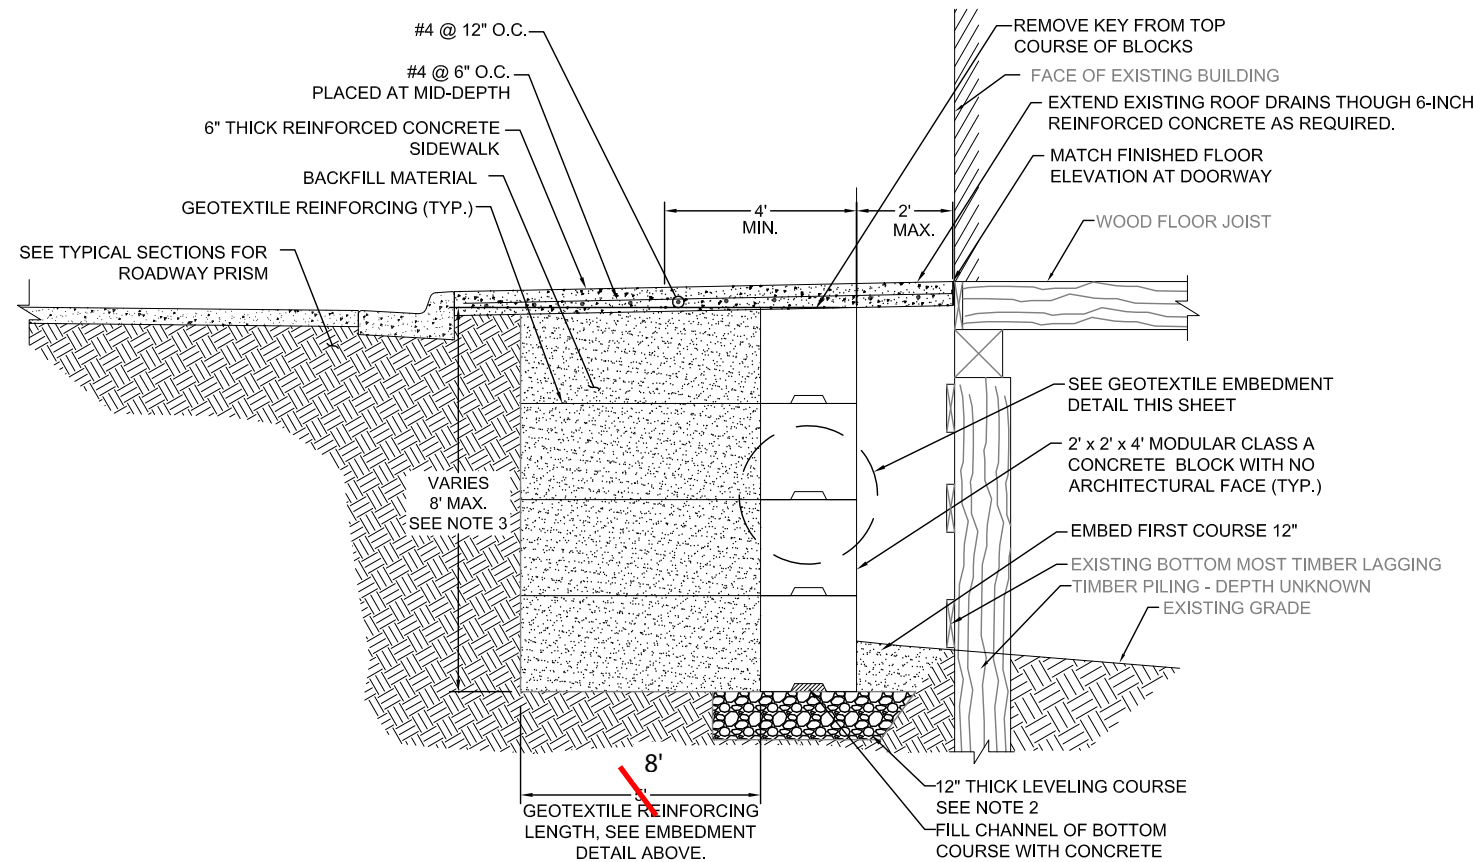 #4 @ 12" O.C.
#4 @ 6" O.C.
PLACED AT MID-DEPTH
6" THICK REINFORCED CONCRETE
SIDEWALK
BACKFILL MATERIAL
GEOTEXTILE REINFORCING (TYP.)
SEE TYPICAL SECTIONS FOR
ROADWAY PRISM
4'
MIN.
2'
MAX.
REMOVE KEY FROM TOP
COURSE OF BLOCKS
FACE OF EXISTING BUILDING
EXTEND EXISTING ROOF DRAINS THOUGH 6-INCH
REINFORCED CONCRETE AS REQUIRED.
MATCH FINISHED FLOOR
ELEVATION AT DOORWAY
WOOD FLOOR JOIST
SEE GEOTEXTILE EMBEDMENT
DETAIL THIS SHEET
2' x 2' x 4' MODULAR CLASS A
CONCRETE BLOCK WITH NO
ARCHITECTURAL FACE (TYP.)
VARIES
8' MAX.
SEE NOTE 3
EMBED FIRST COURSE 12"
EXISTING BOTTOM MOST TIMBER LAGGING
TIMBER PILING - DEPTH UNKNOWN
EXISTING GRADE
8'
5'
GEOTEXTILE REINFORCING
LENGTH, SEE EMBEDMENT
DETAIL ABOVE.
12" THICK LEVELING COURSE
SEE NOTE 2
FILL CHANNEL OF BOTTOM
COURSE WITH CONCRETE